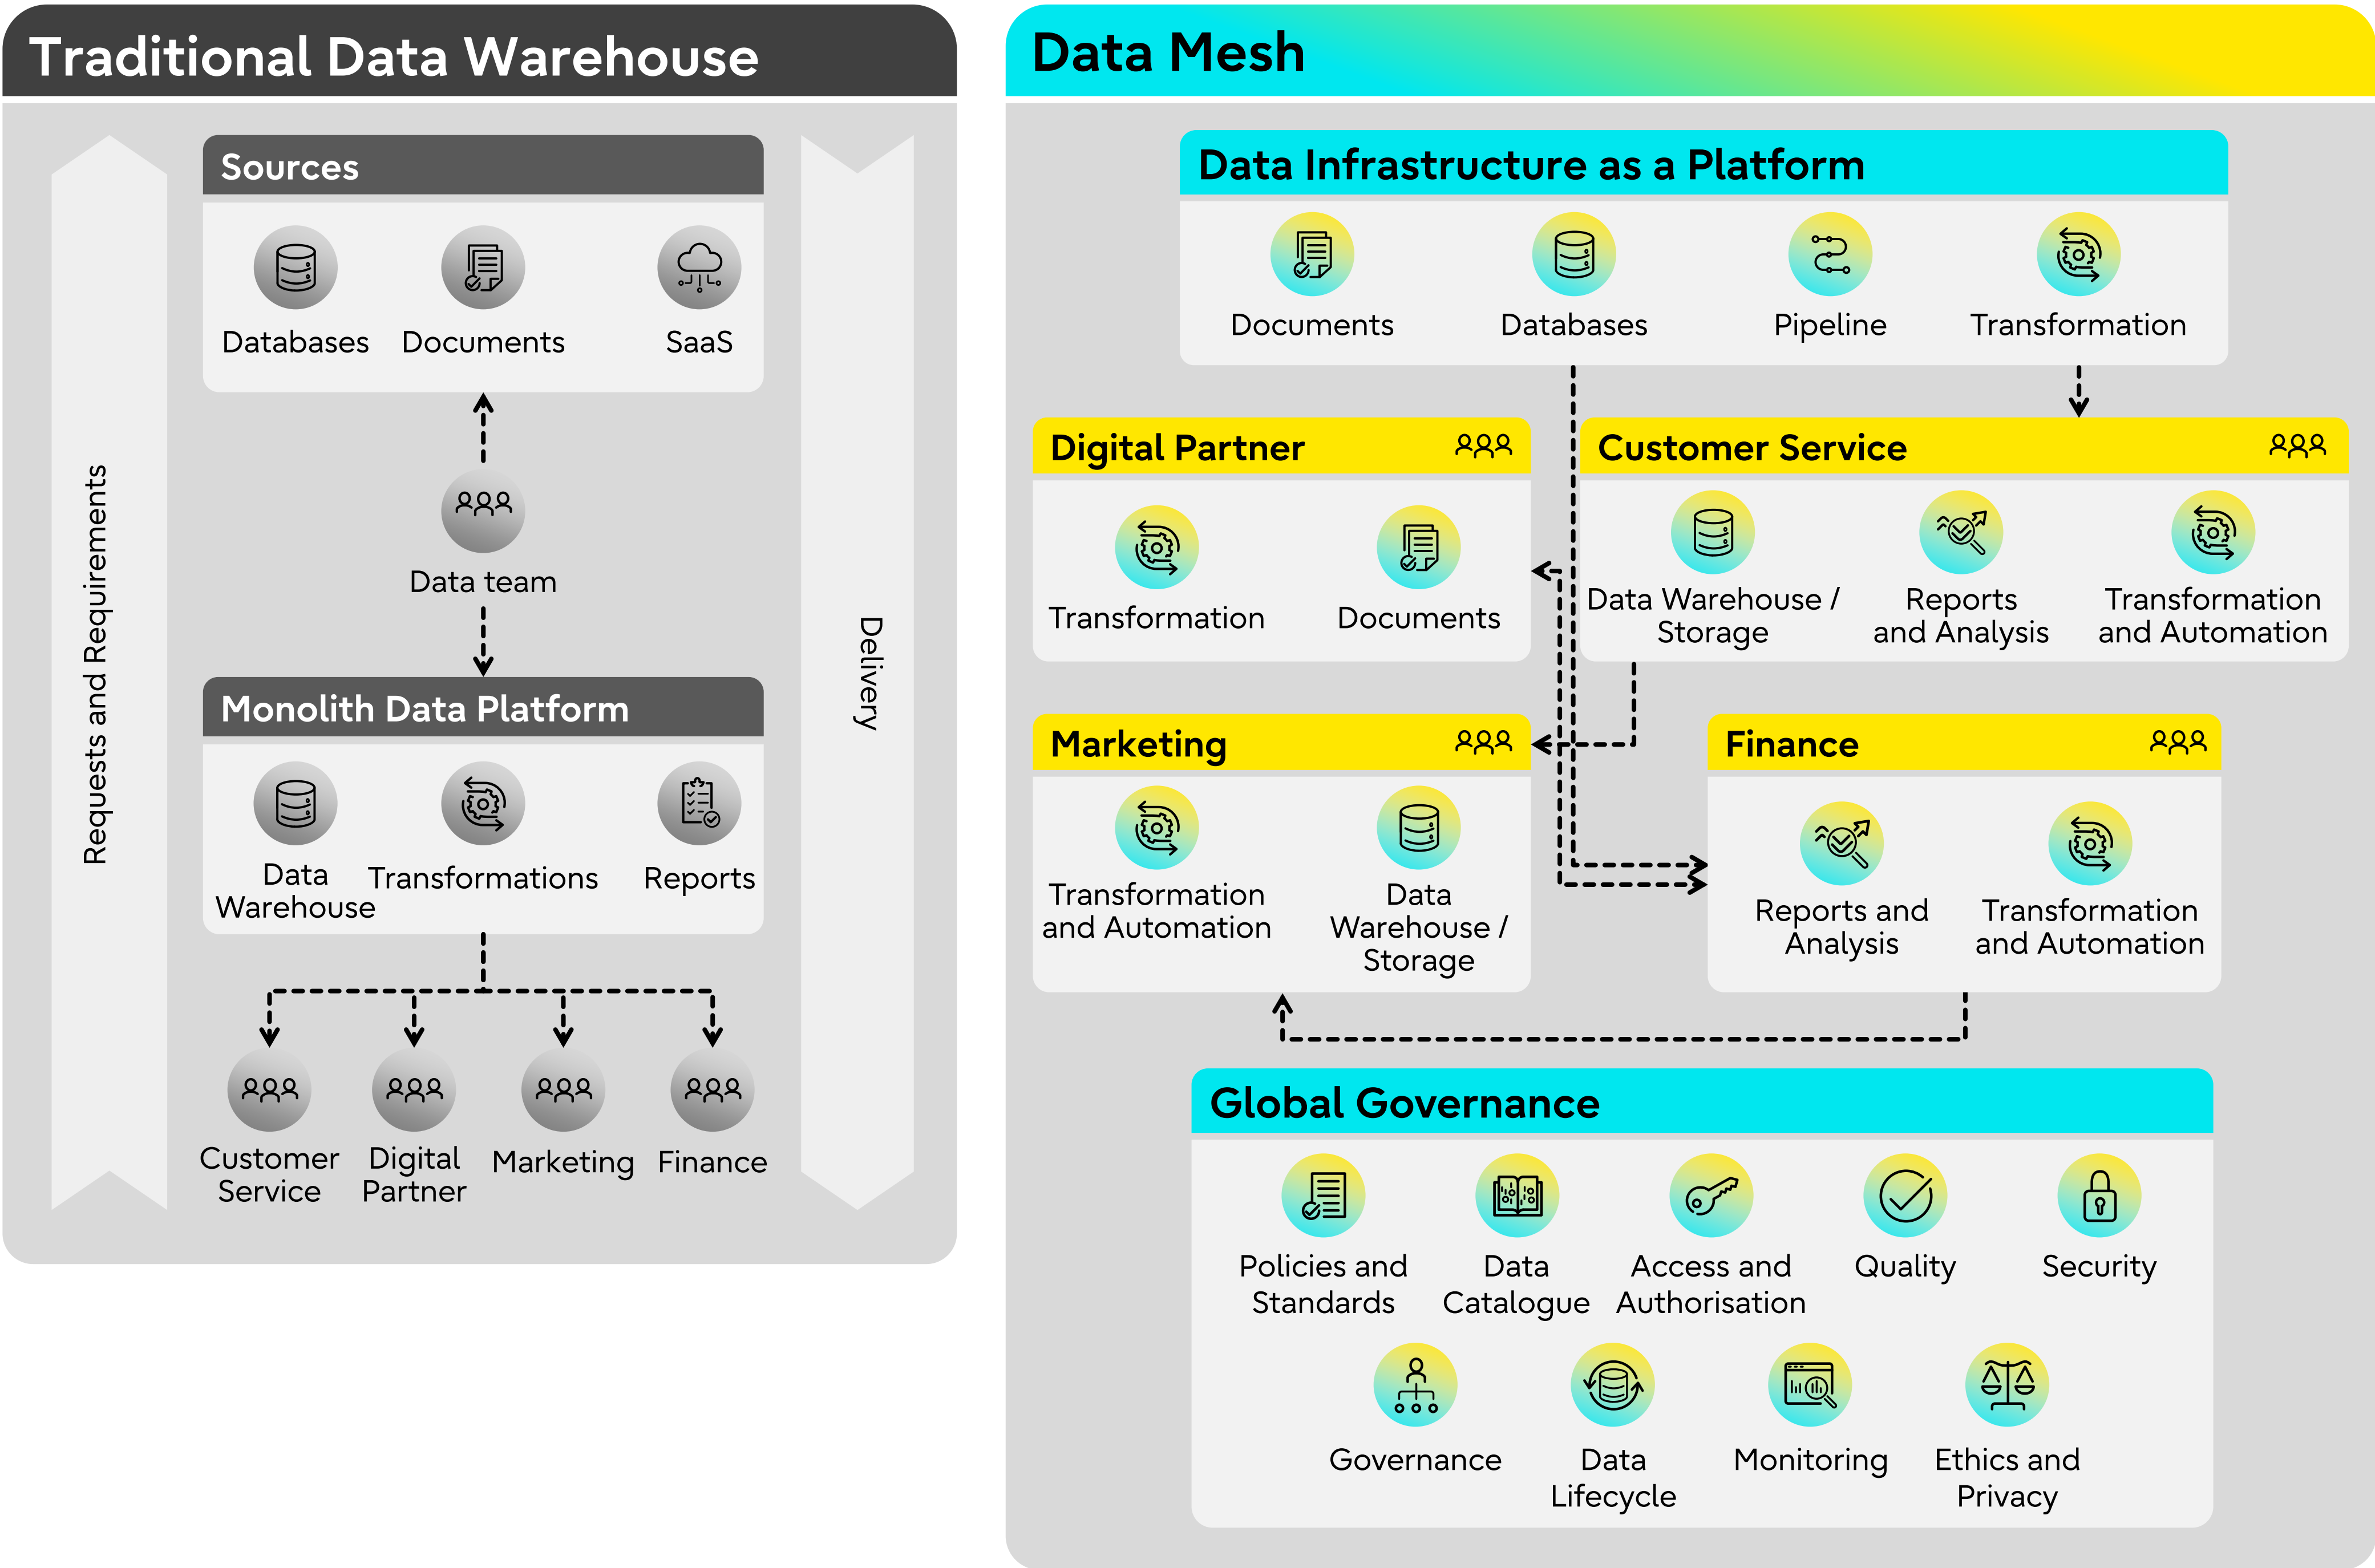 Traditional Data Warehouse
Requests and Requirements
Sources
Databases
Documents
SaaS
Data team
Monolith Data Platform
Data
Warehouse
Transformations
Reports
Customer
Service
Digital
Partner
Marketing
Finance
Delivery
Data Mesh
Data Infrastructure as a Platform
Documents
Databases
Pipeline
Transformation
Digital Partner
Transformation
Documents
Customer Service
Data Warehouse /
Storage
Reports
and Analysis
Transformation
and Automation
Marketing
Transformation
and Automation
Data
Warehouse /
Storage
Finance
Reports and
Analysis
Transformation
and Automation
Global Governance
Policies and
Standards
Data
Catalogue
Access and
Authorisation
Quality
Security
Governance
Data
Lifecycle
Monitoring
Ethics and
Privacy